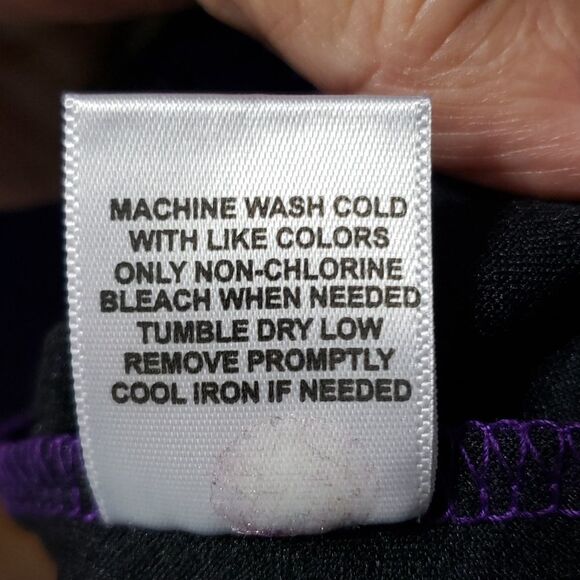 MACHINE WASH COLD
WITH LIKE COLORS
ONLY NON-CHLORINE
BLEACH WHEN NEEDED
TUMBLE DRY LOW
REMOVE PROMPTLY
COOL IRON IF NEEDED